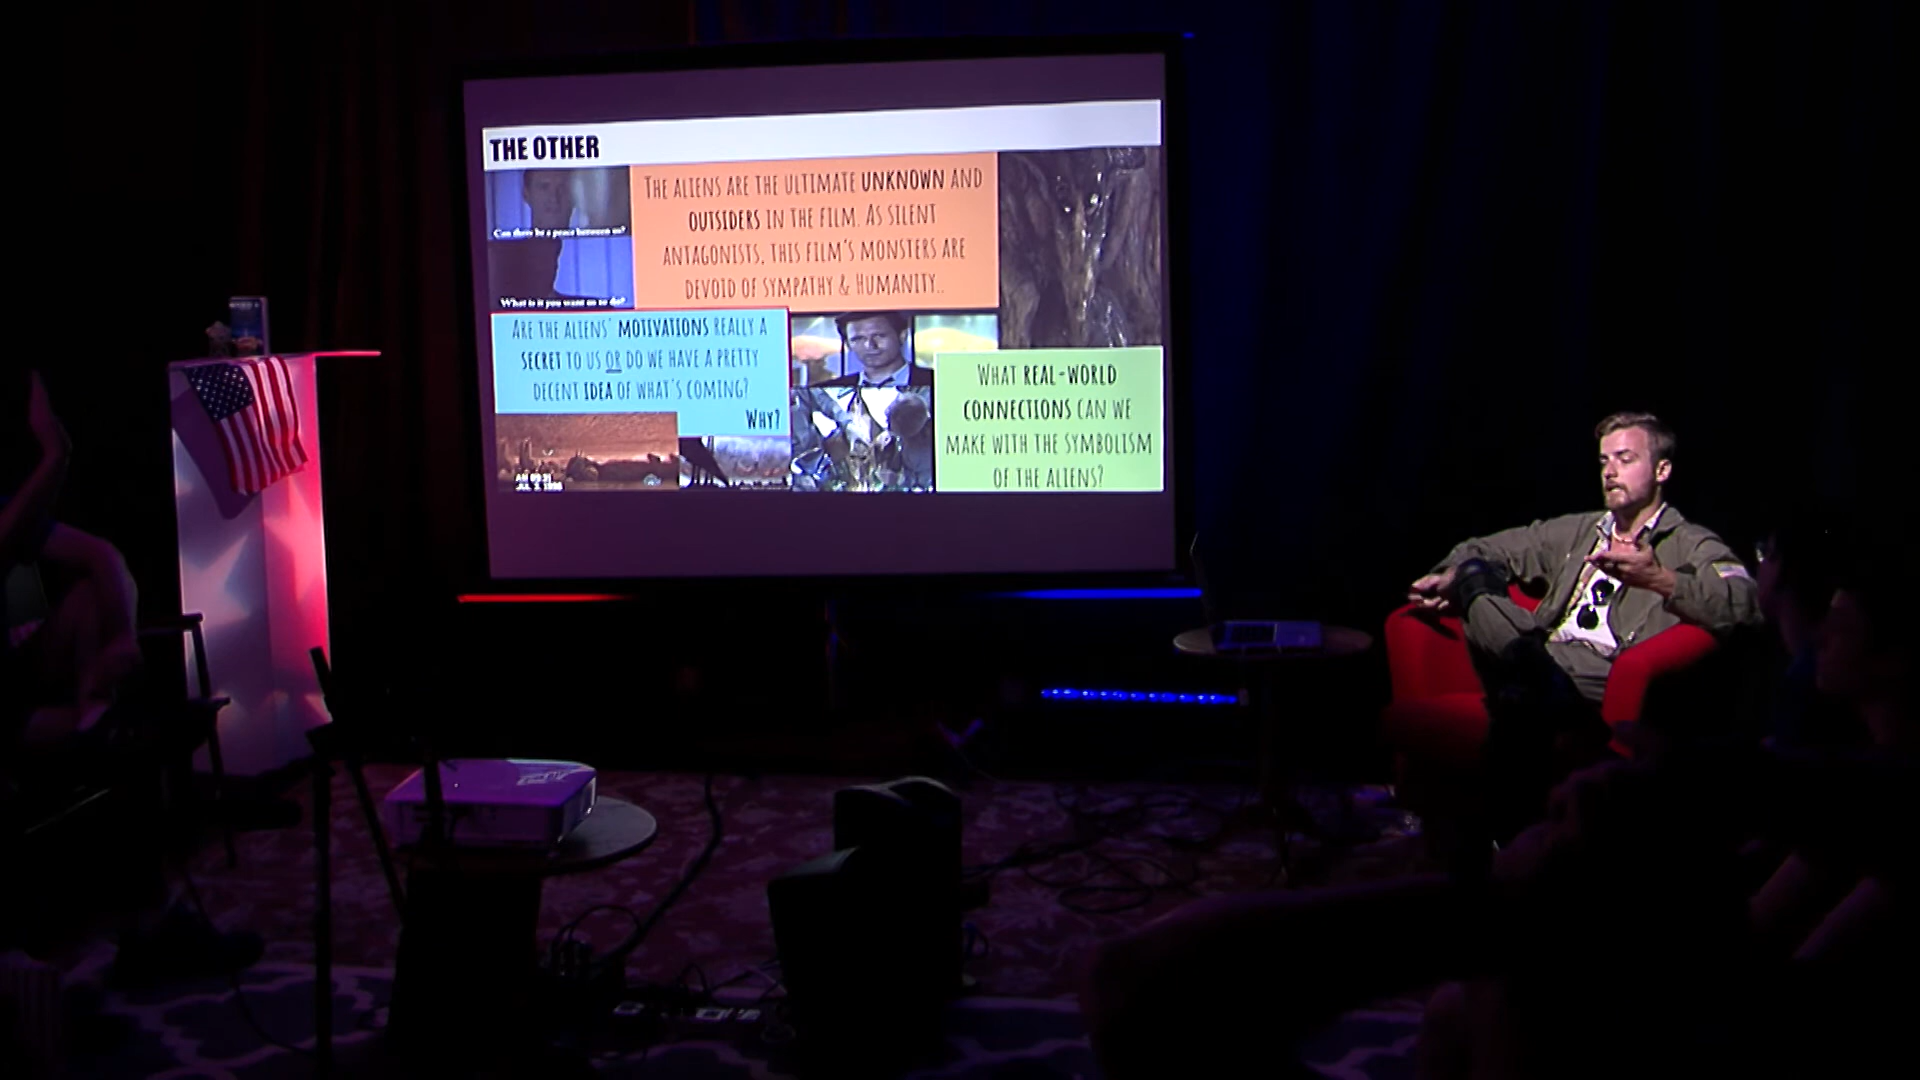 THE OTHER
Can there be a peace between us?
What is it you want us to do?
THE ALIENS ARE THE ULTIMATE UNKNOWN AND
OUTSIDERS IN THE FILM. AS SILENT
ANTAGONISTS, THIS FILM'S MONSTERS ARE
DEVOID OF SYMPATHY & HUMANITY..
ARE THE ALIENS' MOTIVATIONS REALLY A
SECRET TO US OR DO WE HAVE A PRETTY
DECENT IDEA OF WHAT'S COMING?
WHY?
WHAT REAL-WORLD
CONNECTIONS CAN WE
MAKE WITH THE SYMBOLISM
OF THE ALIENS?